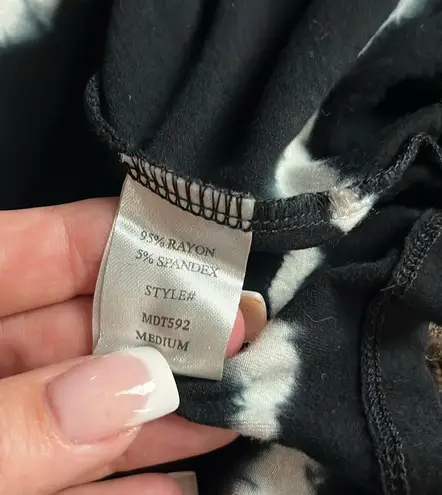 95% RAYON
5% SPANDEX
STYLE#
MDT592
MEDIUM